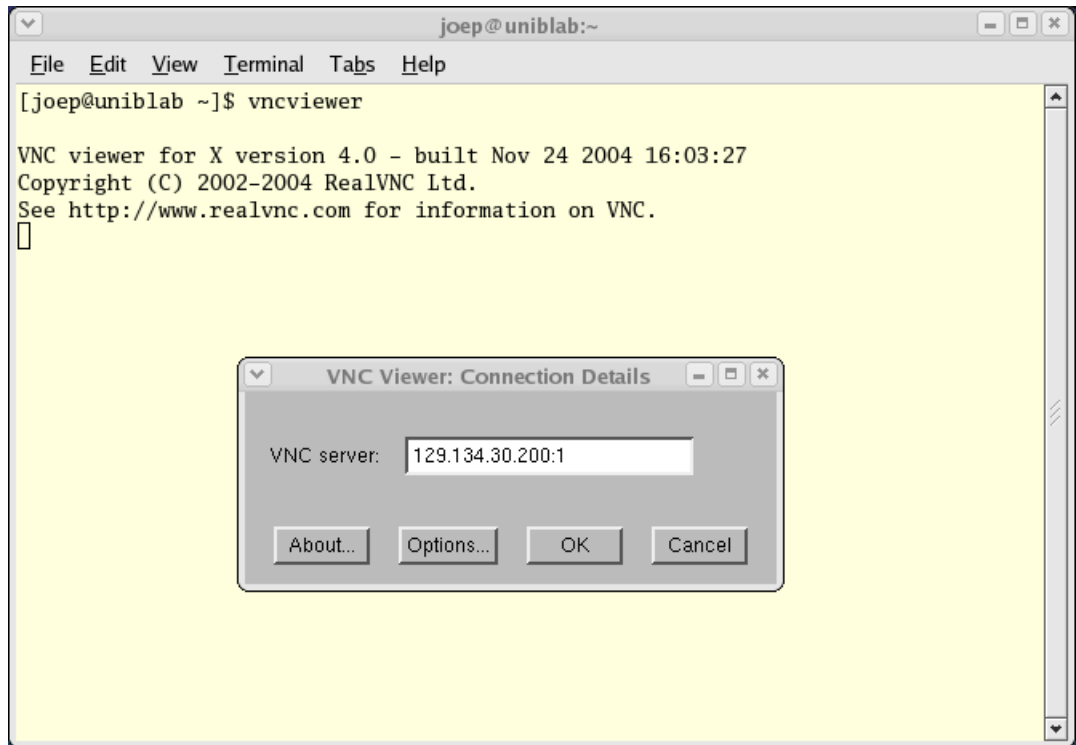 joep@uniblab:~
File Edit View Terminal Tabs Help
[joep@uniblab ~]$ vncviewer
VNC viewer for X version 4.0 - built Nov 24 2004 16:03:27
Copyright (C) 2002-2004 RealVNC Ltd.
See http://www.realvnc.com for information on VNC.
VNC Viewer: Connection Details
VNC server: 129.134.30.200:1
About... Options... OK Cancel